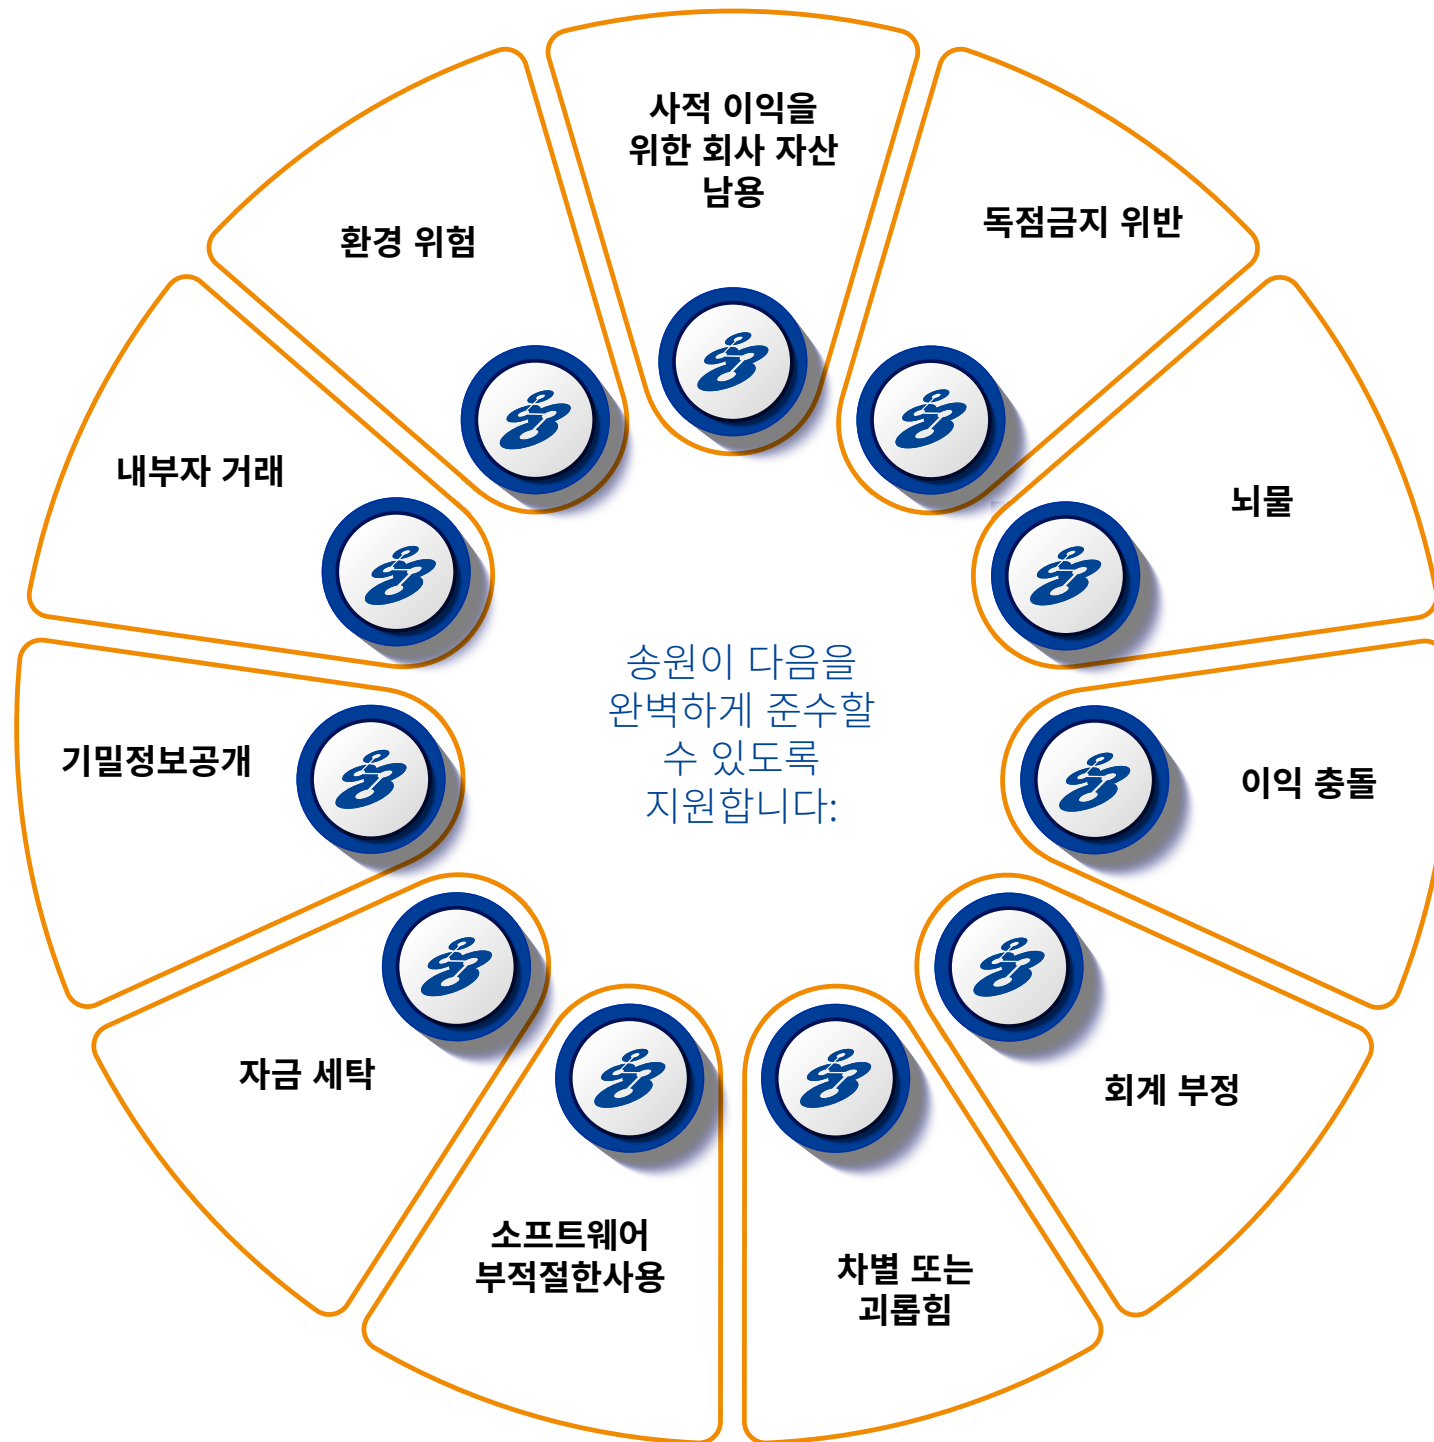 사적 이익을
위한 회사 자산
남용
독점금지 위반
뇌물
이익 충돌
회계 부정
차별 또는
괴롭힘
소프트웨어
부적절한사용
자금 세탁
기밀정보공개
내부자 거래
환경 위험
송원이 다음을
완벽하게 준수할
수 있도록
지원합니다: